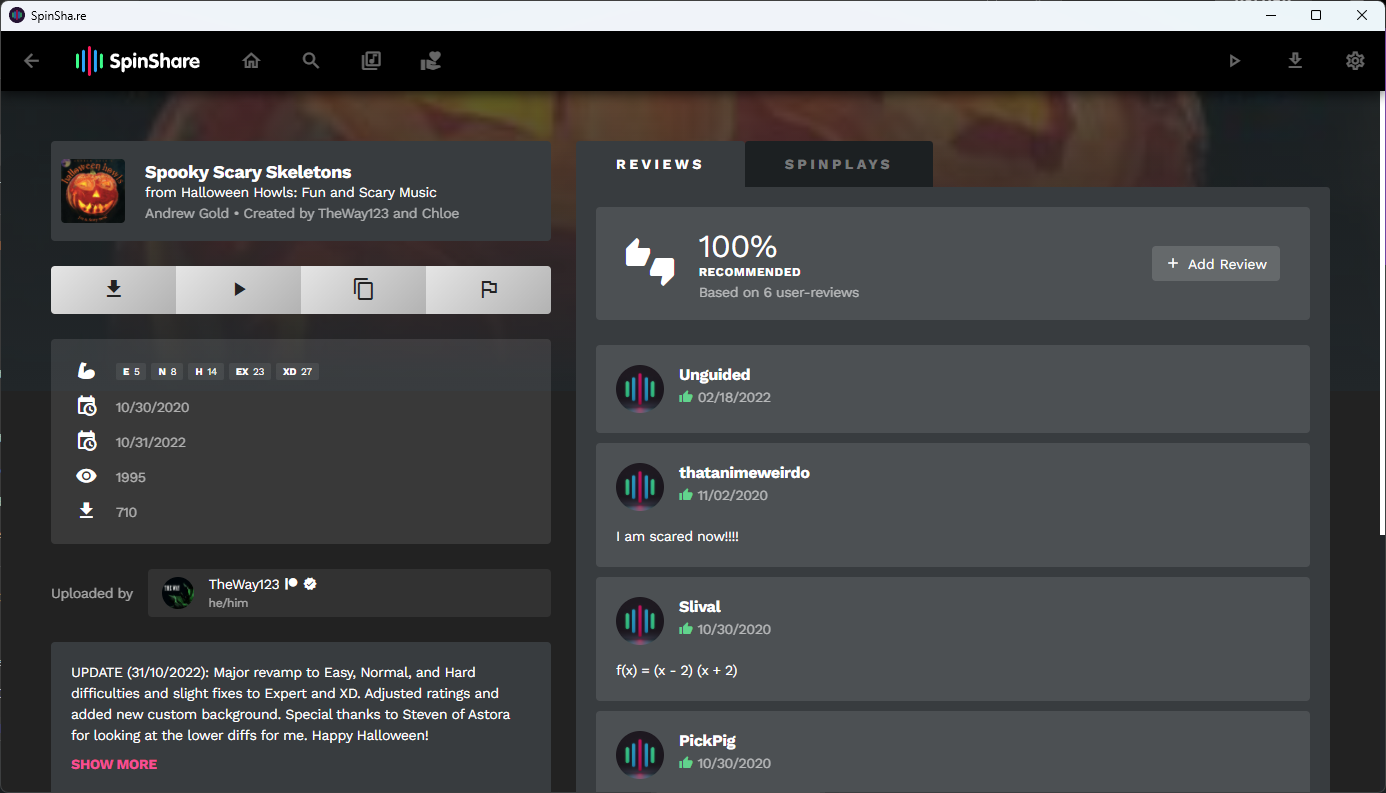 SpinSha.re
SpinShare
Spooky Scary Skeletons
from Halloween Howls: Fun and Scary Music
Andrew Gold • Created by TheWay123 and Chloe
E 5 N 8 H 14 EX 23 XD 27
10/30/2020
10/31/2022
1995
710
Uploaded by
TheWay123
he/him
UPDATE (31/10/2022): Major revamp to Easy, Normal, and Hard
difficulties and slight fixes to Expert and XD. Adjusted ratings and
added new custom background. Special thanks to Steven of Astora
for looking at the lower diffs for me. Happy Halloween!
SHOW MORE
REVIEWS SPINPLAYS
100%
RECOMMENDED
Based on 6 user-reviews
+ Add Review
Unguided
02/18/2022
thatanimeweirdo
11/02/2020
I am scared now!!!!
Slival
10/30/2020
f(x) = (x - 2) (x + 2)
PickPig
10/30/2020